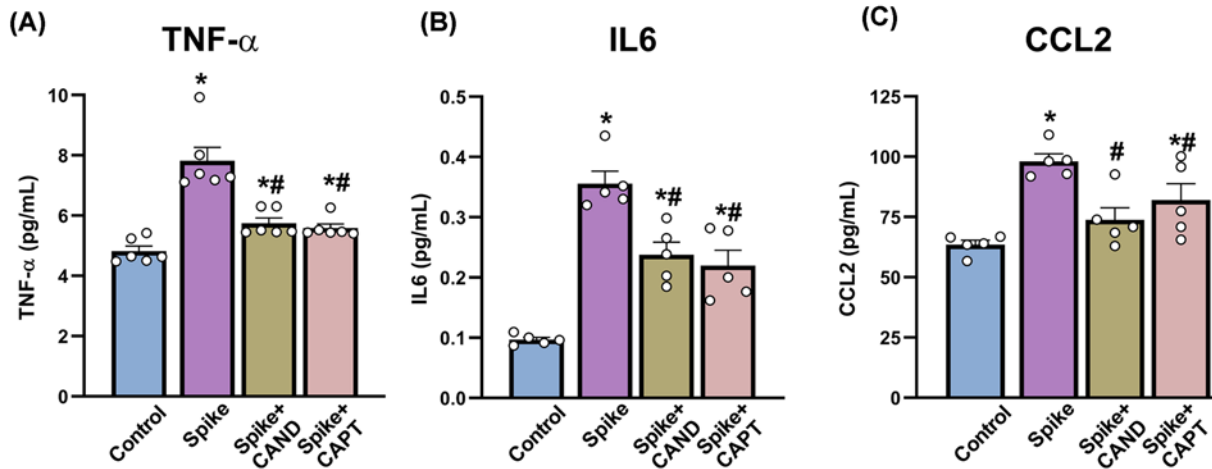 (A)
TNF-α
TNF-α (pg/mL)
10
8
6
4
2
0
*
*#
*#
Control
Spike
Spike+
CAND
Spike+
CAPT
(B)
IL6
IL6 (pg/mL)
0.5
0.4
0.3
0.2
0.1
0.0
*
*#
*#
Control
Spike
Spike+
CAND
Spike+
CAPT
(C)
CCL2
CCL2 (pg/mL)
125
100
75
50
25
0
*
#
*#
Control
Spike
Spike+
CAND
Spike+
CAPT